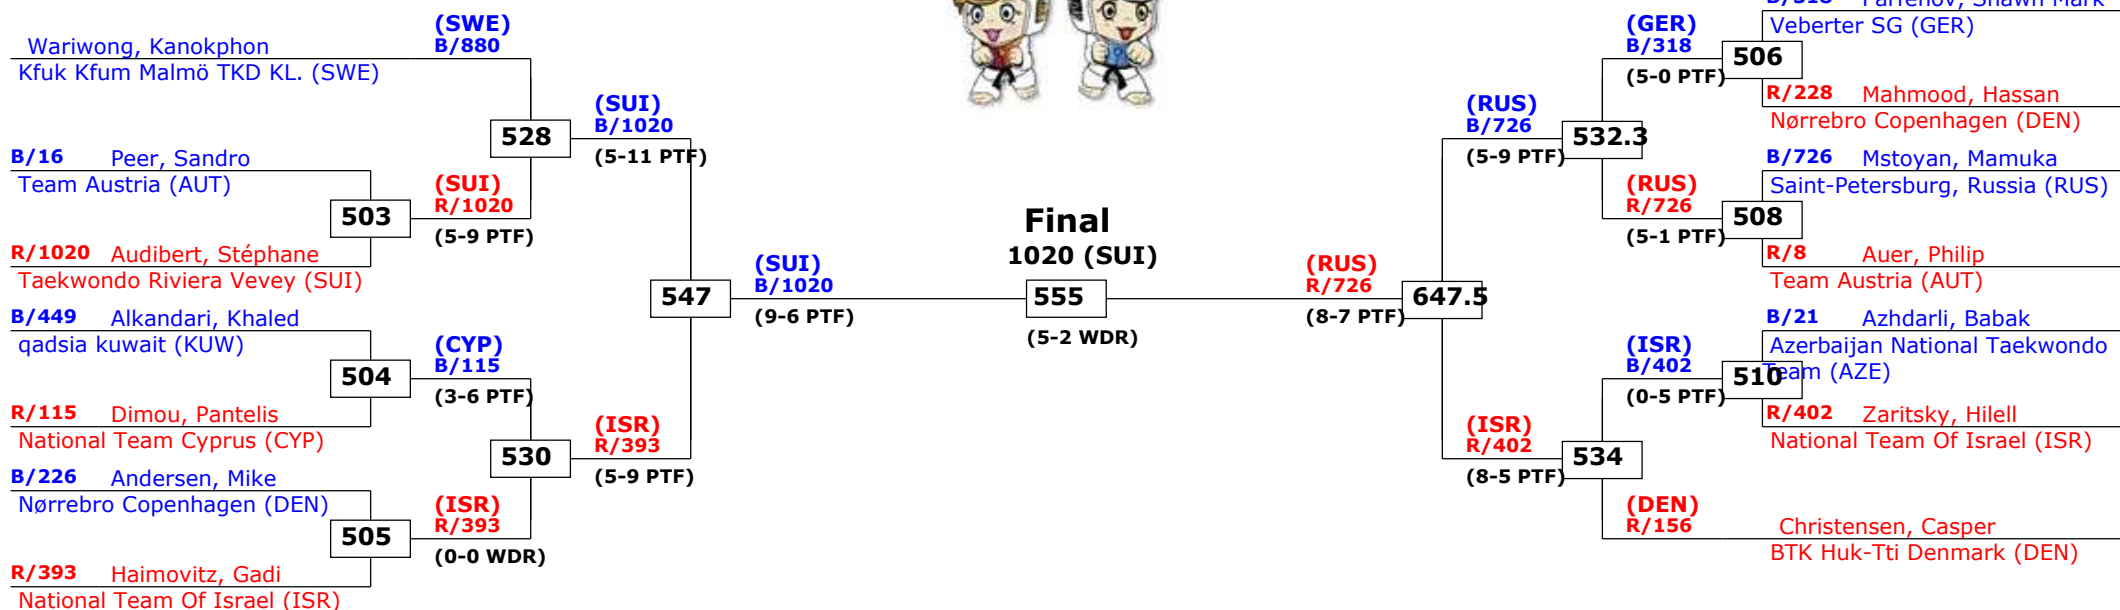 Wariwong, Kanokphon
Kfuk Kfum Malmö TKD KL. (SWE)
B/16 Peer, Sandro
Team Austria (AUT)
R/1020 Audibert, Stéphane
Taekwondo Riviera Vevey (SUI)
B/449 Alkandari, Khaled
qadsia kuwait (KUW)
R/115 Dimou, Pantelis
National Team Cyprus (CYP)
B/226 Andersen, Mike
Nørrebro Copenhagen (DEN)
R/393 Haimovitz, Gadi
National Team Of Israel (ISR)
503
504
505
(SWE)
B/880
(SUI)
R/1020
(5-9 PTF)
(CYP)
B/115
(3-6 PTF)
(ISR)
R/393
(0-0 WDR)
528
530
(SUI)
B/1020
(5-11 PTF)
(ISR)
R/393
(5-9 PTF)
547
(SUI)
B/1020
(9-6 PTF)
Final
1020 (SUI)
555
(5-2 WDR)
(RUS)
R/726
(8-7 PTF)
647.5
(RUS)
B/726
(5-9 PTF)
(ISR)
R/402
(8-5 PTF)
532.3
534
(GER)
B/318
(5-0 PTF)
(RUS)
R/726
(5-1 PTF)
(ISR)
B/402
(0-5 PTF)
(DEN)
R/156
506
508
510
B/318 Parfenov, Shawn Mark
Veberter SG (GER)
R/228 Mahmood, Hassan
Nørrebro Copenhagen (DEN)
B/726 Mstoyan, Mamuka
Saint-Petersburg, Russia (RUS)
R/8 Auer, Philip
Team Austria (AUT)
B/21 Azhdarli, Babak
Azerbaijan National Taekwondo
Team (AZE)
R/402 Zaritsky, Hilell
National Team Of Israel (ISR)
Christensen, Casper
BTK Huk-Tti Denmark (DEN)